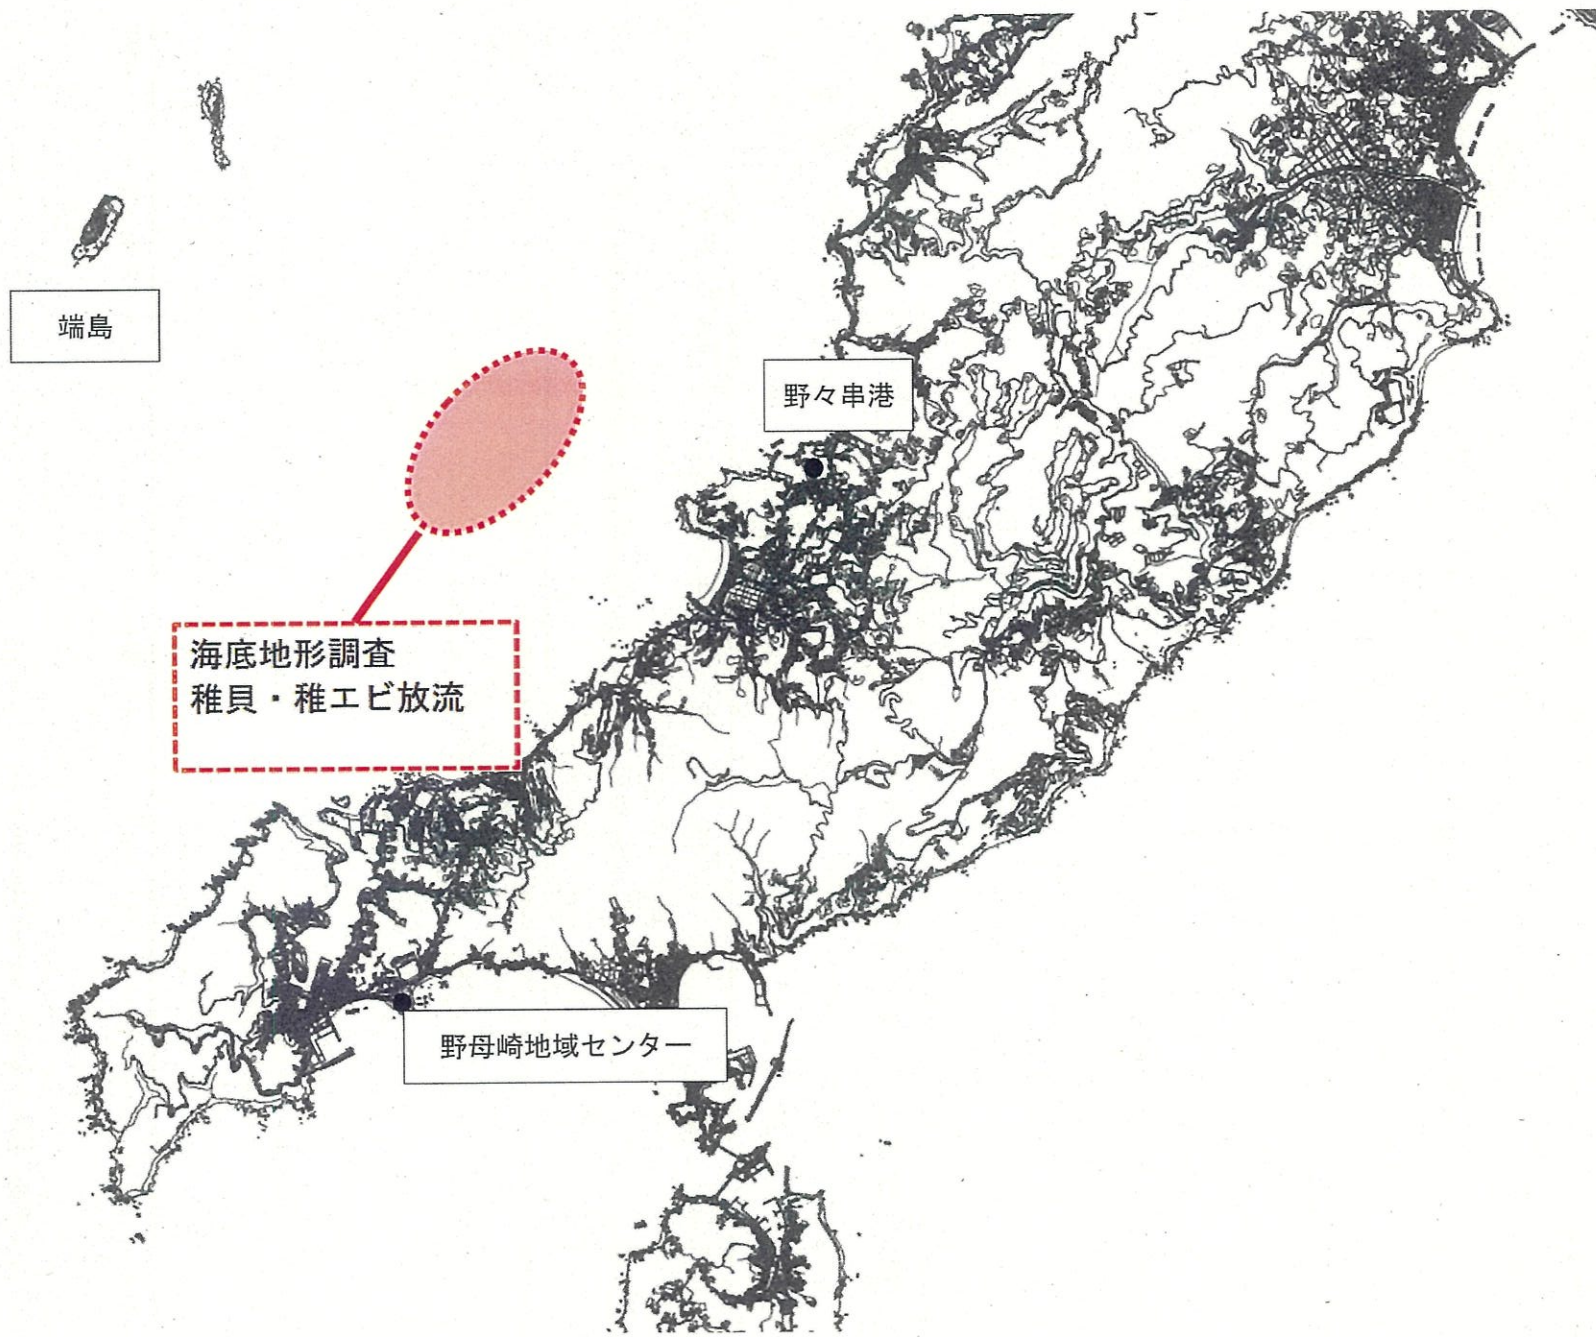 端島
野々串港
海底地形調査
稚貝・稚エビ放流
野母崎地域センター